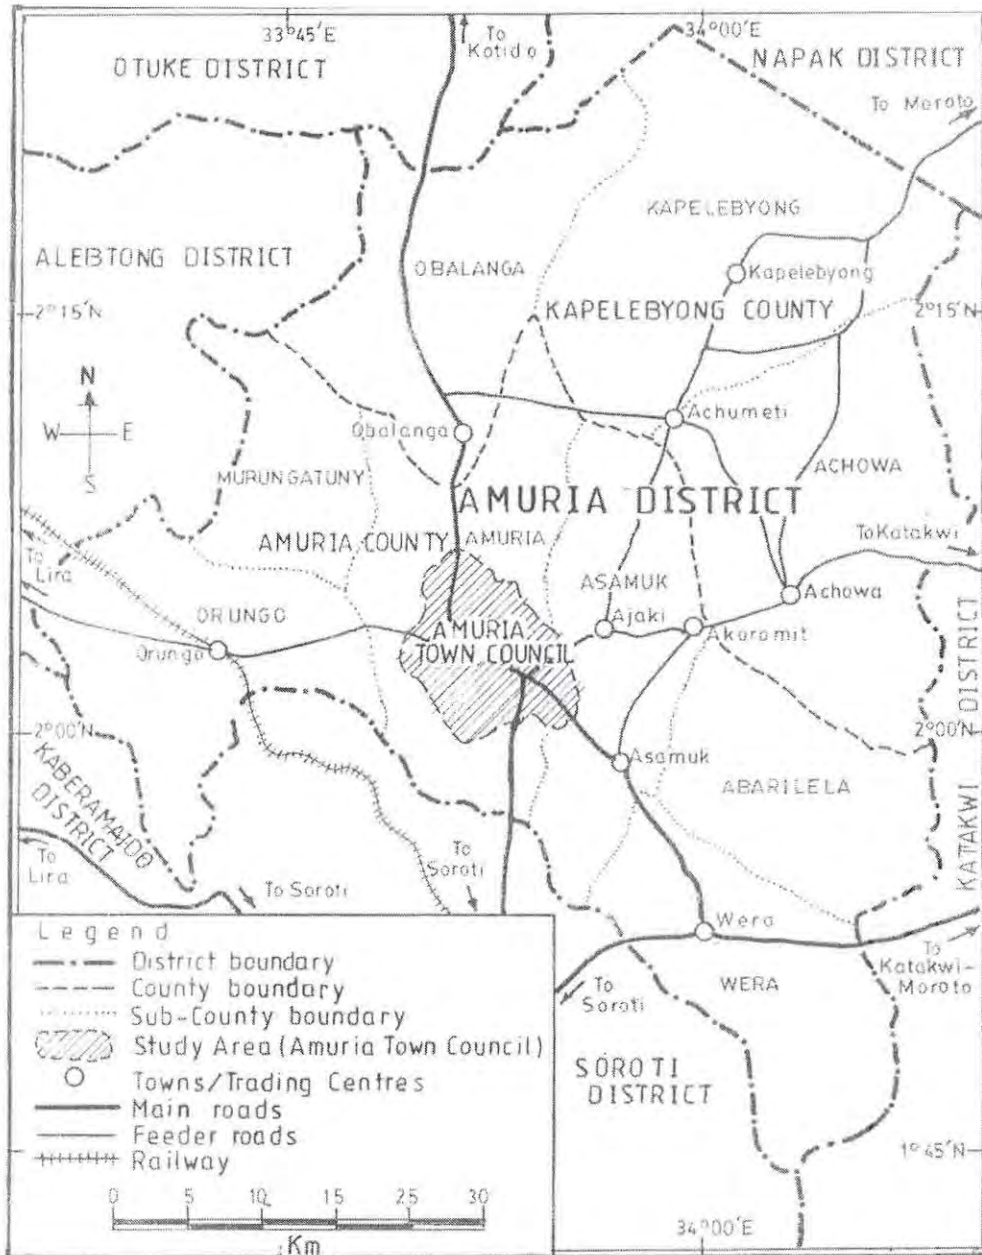 33°45'E
34°00'E
To
Kotido
OTUKE DISTRICT
NAPAK DISTRICT
To Moroto
KAPELEBYONG
ALEBTONG DISTRICT
OBALANGA
Kapelebyong
2°15'N
KAPELEBYONG COUNTY
2°15'N
N
W
E
S
Obalanga
Achumeti
MURUNGATUNY
ACHOWA
AMURIA DISTRICT
AMURIA COUNTY
AMURIA
To Katakwi
To
Lira
ASAMUK
Achowa
ORUNGO
Ajaki
Akoromit
Orungo
AMURIA
TOWN COUNCIL
2°00'N
2°00'N
Asamuk
ABARILELA
KABERAMAIDO
DISTRICT
KATAKWI DISTRICT
To
Lira
To Soroti
To
Soroti
Wera
To
Katakwi-
Moroto
To
Soroti
WERA
SOROTI
DISTRICT
Legend
District boundary
County boundary
Sub-County boundary
Study Area (Amuria Town Council)
Towns/Trading Centres
Main roads
Feeder roads
Railway
1°45'N
0 5 10 15 25 30
Km
34°00'E